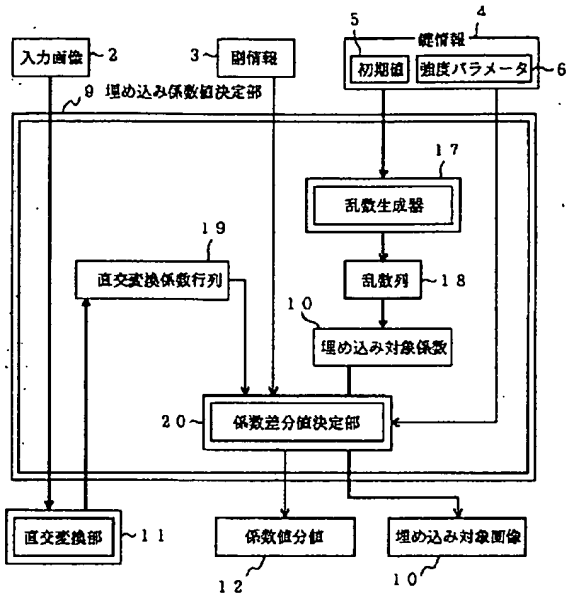 5
4
鍵情報
入力画像
2
3
副情報
初期値
強度パラメータ
6
9 埋め込み係数値決定部
17
乱数生成器
19
直交変換係数行列
乱数列
18
10
埋め込み対象係数
20
係数差分値決定部
直交変換部
11
係数値分値
埋め込み対象画像
12
10